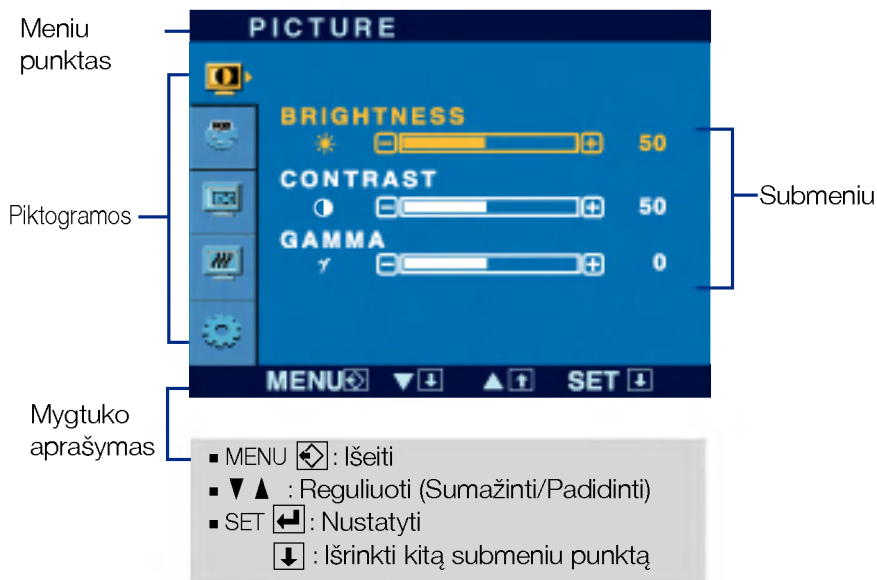 Meniu
punktas
PICTURE
BRIGHTNESS
50
CONTRAST
50
GAMMA
0
Piktogramos
Submeniu
MENU ▼ ▲ SET
Mygtuko
aprašymas
▪ MENU : Išeiti
▪ ▼ ▲ : Reguliuoti (Sumažinti/Padidinti)
▪ SET : Nustatyti
: Išrinkti kitą submeniu punktą